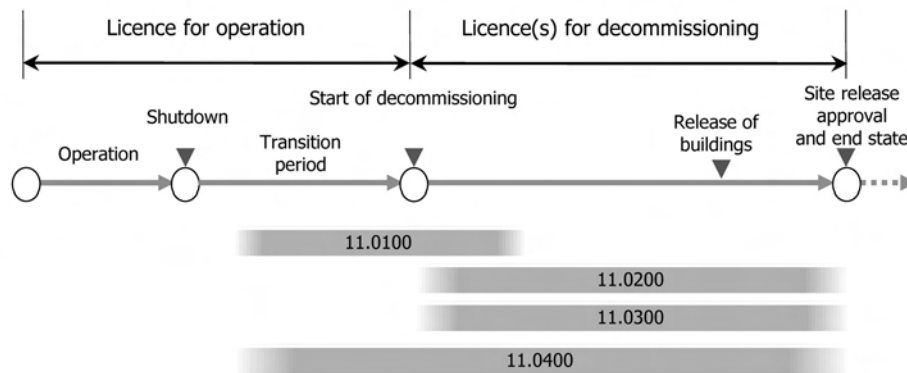 Licence for operation
Licence(s) for decommissioning
Start of decommissioning
Shutdown
Operation
Transition
period
Release of
buildings
Site release
approval
and end state
11.0100
11.0200
11.0300
11.0400